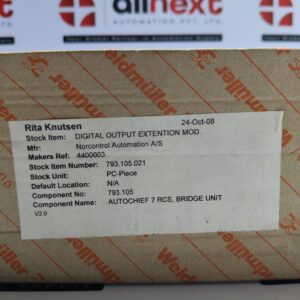 allnext
AUTOMATION PVT. LTD.
Weidmüller
Rita Knutsen
24-Oct-08
Stock Item: DIGITAL OUTPUT EXTENTION MOD.
Mfr: Norcontrol Automation A/S
Makers Ref: 4400003
Stock Item Number: 793.105.021
Stock Unit: PC-Piece
Default Location: N/A
Component No: 793.105
Component: AUTOCHIEF 7 RCS, BRIDGE UNIT
V2.0
Weidmüller
Weidmüller